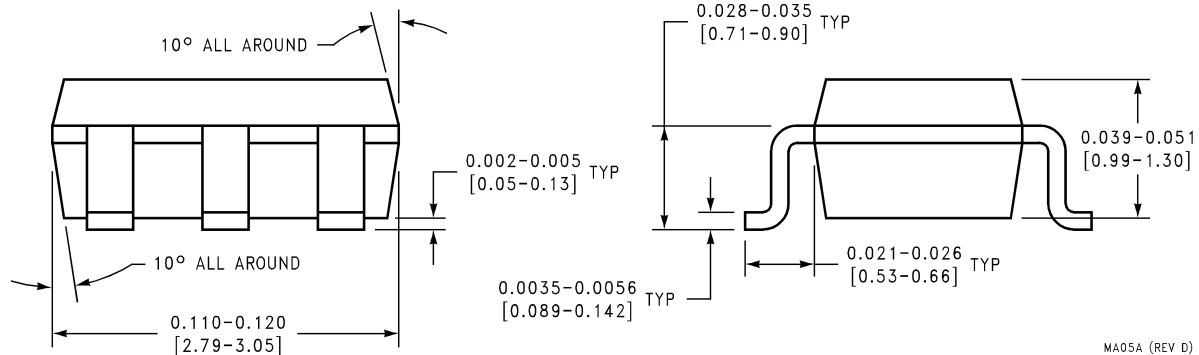 10° ALL AROUND
0.002-0.005 TYP
[0.05-0.13]
10° ALL AROUND
0.110-0.120
[2.79-3.05]
0.028-0.035 TYP
[0.71-0.90]
0.039-0.051
[0.99-1.30]
0.021-0.026 TYP
[0.53-0.66]
0.0035-0.0056 TYP
[0.089-0.142]
MA05A (REV D)